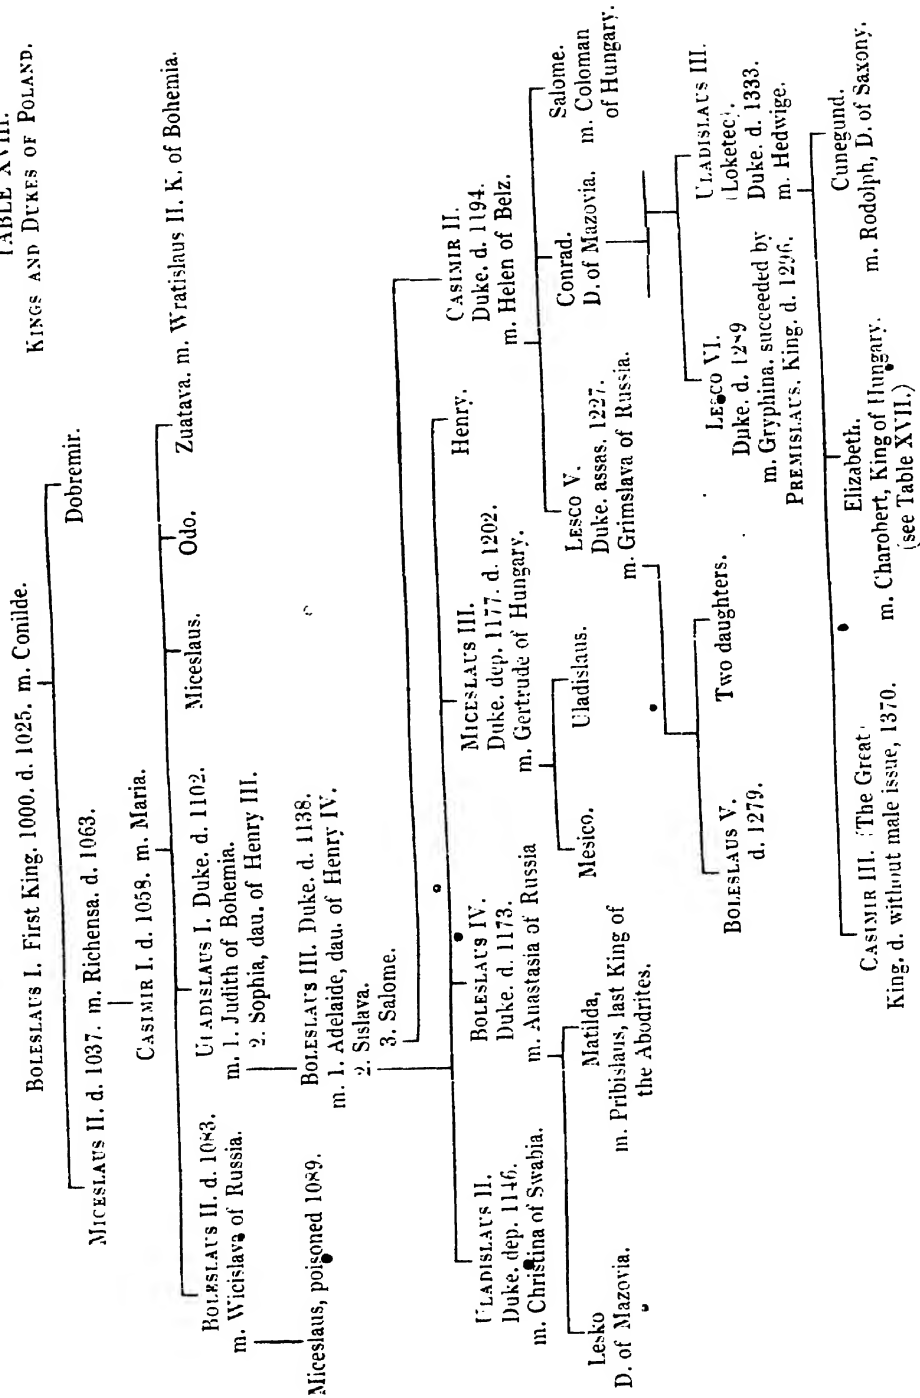 TABLE XVIII.
KINGS AND DUKES OF POLAND.
BOLESLAUS I. First King. 1000. d. 1025. m. Conilde.
MICESLAUS II. d. 1037. m. Richensa. d. 1063.
Dobremir.
CASIMIR I. d. 1058. m. Maria.
BOLESLAUS II. d. 1083.
m. Wicislava of Russia.
ULADISLAUS I. Duke. d. 1102.
m. 1. Judith of Bohemia.
2. Sophia, dau. of Henry III.
Miceslaus.
Odo.
Zuatava. m. Wratislaus II. K. of Bohemia.
Miceslaus, poisoned 1089.
BOLESLAUS III. Duke. d. 1138.
m. 1. Adelaide, dau. of Henry IV.
2. Sislava.
3. Salome.
ULADISLAUS II.
Duke. dep. 1146.
m. Christina of Swabia.
BOLESLAUS IV.
Duke. d. 1173.
m. Anastasia of Russia
MICESLAUS III.
Duke. dep. 1177. d. 1202.
m. Gertrude of Hungary.
Henry.
CASIMIR II.
Duke. d. 1194.
m. Helen of Belz.
Lesko
D. of Mazovia.
Matilda,
m. Pribislaus, last King of
the Abodrites.
Mesico.
Uladislaus.
LESCO V.
Duke. assas. 1227.
m. Grimslava of Russia.
Conrad.
D. of Mazovia.
Salome.
m. Coloman
of Hungary.
BOLESLAUS V.
d. 1279.
Two daughters.
LESCO VI.
Duke. d. 1289
m. Gryphina. succeeded by
PREMISLAUS. King. d. 1296.
ULADISLAUS III.
(Loketec).
Duke. d. 1333.
m. Hedwige.
CASIMIR III. (The Great)
King. d. without male issue, 1370.
Elizabeth.
m. Charobert, King of Hungary.
(see Table XVII.)
Cunegund.
m. Rodolph, D. of Saxony.